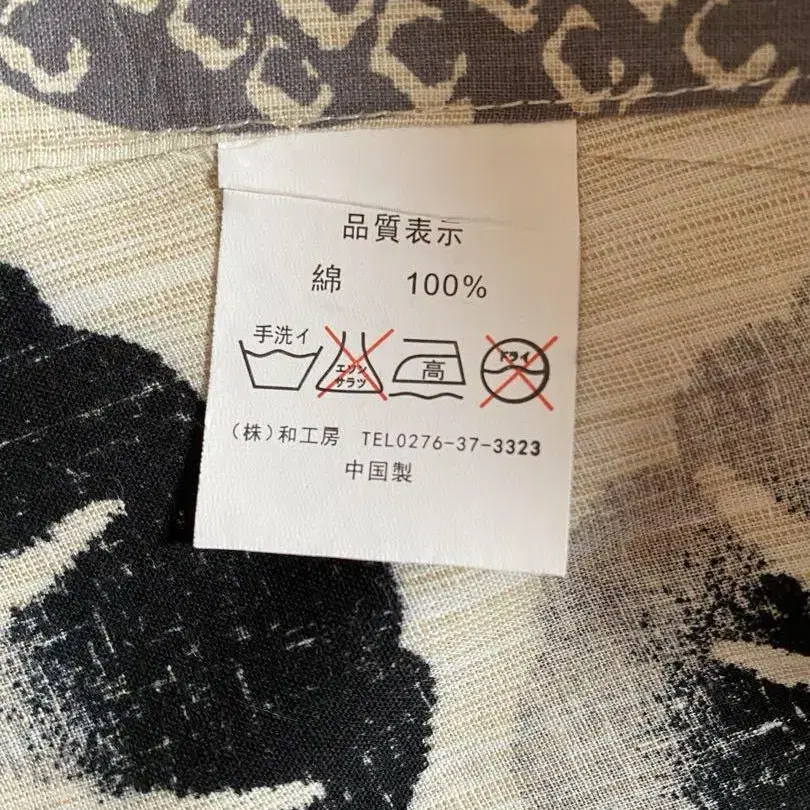 品質表示
綿 100%
手洗イ
エンソ
サラツ
高
ドライ
(株)和工房 TEL0276-37-3323
中国製